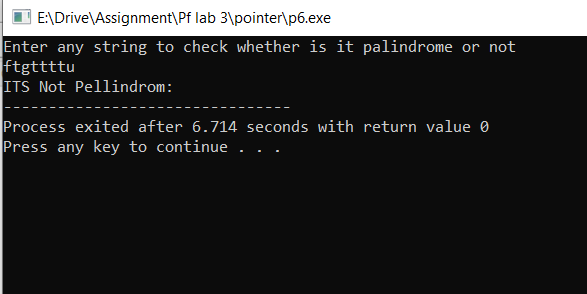 E:\Drive\Assignment\Pf lab 3\pointer\p6.exe
Enter any string to check whether is it palindrome or not
ftgttttu
ITS Not Pellindrom:
--------------------------------
Process exited after 6.714 seconds with return value 0
Press any key to continue . . .